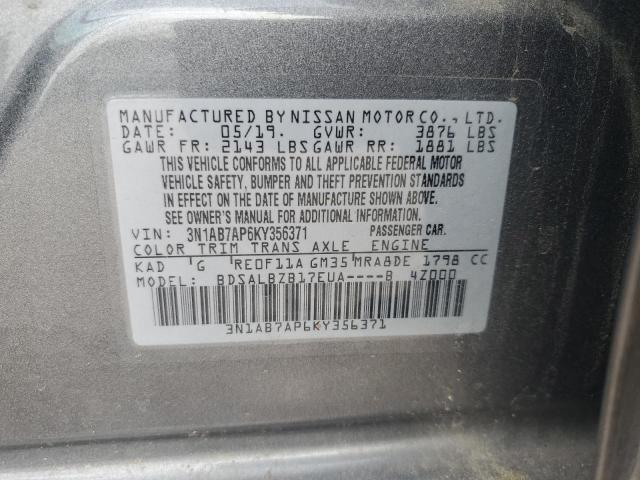 MANUFACTURED BY NISSAN MOTOR CO., LTD.
DATE: 05/19. GVWR: 3876 LBS
GAWR FR: 2143 LBS GAWR RR: 1881 LBS
THIS VEHICLE CONFORMS TO ALL APPLICABLE FEDERAL MOTOR
VEHICLE SAFETY, BUMPER AND THEFT PREVENTION STANDARDS
IN EFFECT ON THE DATE OF MANUFACTURE SHOWN ABOVE.
SEE OWNER'S MANUAL FOR ADDITIONAL INFORMATION.
VIN: 3N1AB7AP6KY356371 PASSENGER CAR.
COLOR TRIM TRANS AXLE ENGINE
KAD G RE0F11A GM35 MRA8DE 1798 CC
MODEL: BDSALBZB17EUA----B 4Z000
3N1AB7AP6KY356371